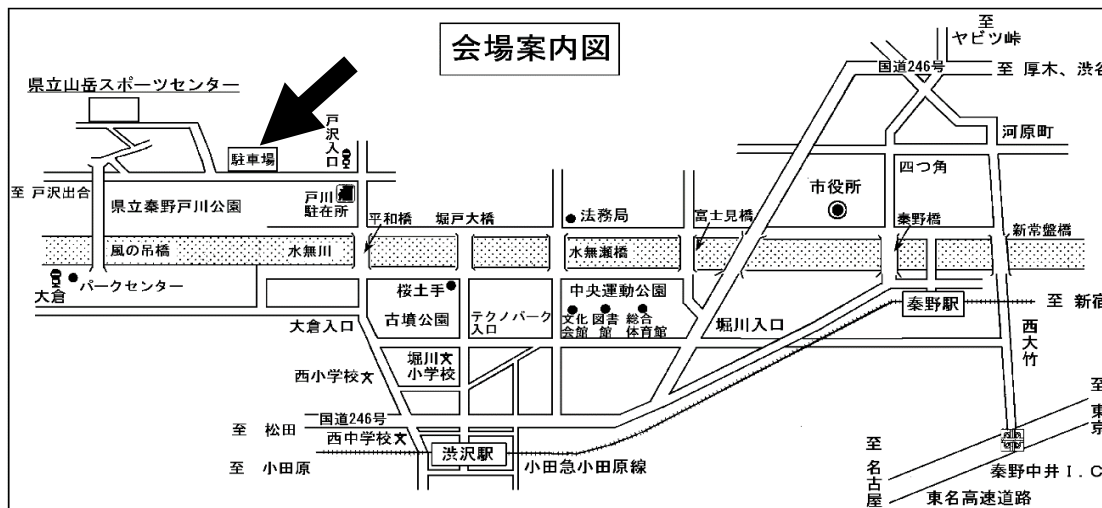 会場案内図
至
ヤビツ峠
国道246号
至 厚木、渋谷
県立山岳スポーツセンター
戸沢入口
駐車場
河原町
四つ角
市役所
至 戸沢出合
県立秦野戸川公園
戸川
駐在所
平和橋
堀戸大橋
法務局
富士見橋
秦野橋
新常盤橋
風の吊橋
水無川
水無瀬橋
大倉
パークセンター
桜土手
古墳公園
テクノパーク
入口
中央運動公園
文化
会館
図書
館
総合
体育館
堀川入口
秦野駅
至 新宿
大倉入口
西大竹
堀川
小学校
西小学校
国道246号
至 松田
西中学校
渋沢駅
至 小田原
小田急小田原線
至 東京
至 名古屋
秦野中井I.C
東名高速道路